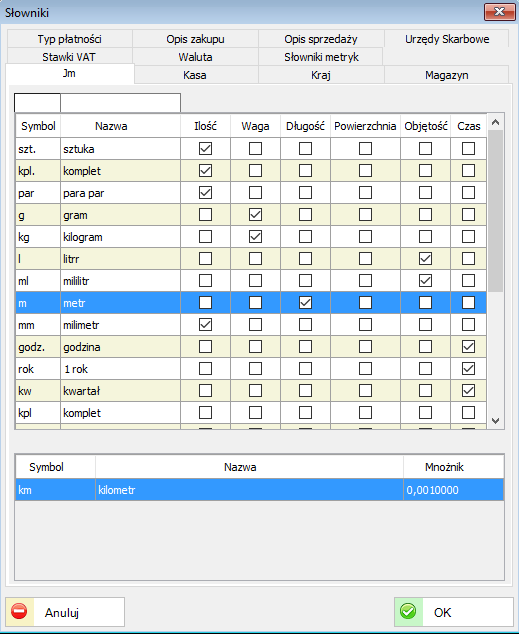 Słowniki
Typ płatności Opis zakupu Opis sprzedaży Urzędy Skarbowe
Stawki VAT Waluta Słowniki metryk
Jm Kasa Kraj Magazyn
Symbol Nazwa Ilość Waga Długość Powierzchnia Objętość Czas
szt. sztuka
kpl. komplet
par para par
g gram
kg kilogram
l litrr
ml mililitr
m metr
mm milimetr
godz. godzina
rok 1 rok
kw kwartał
kpl komplet
Symbol Nazwa Mnożnik
km kilometr 0,0010000
Anuluj OK